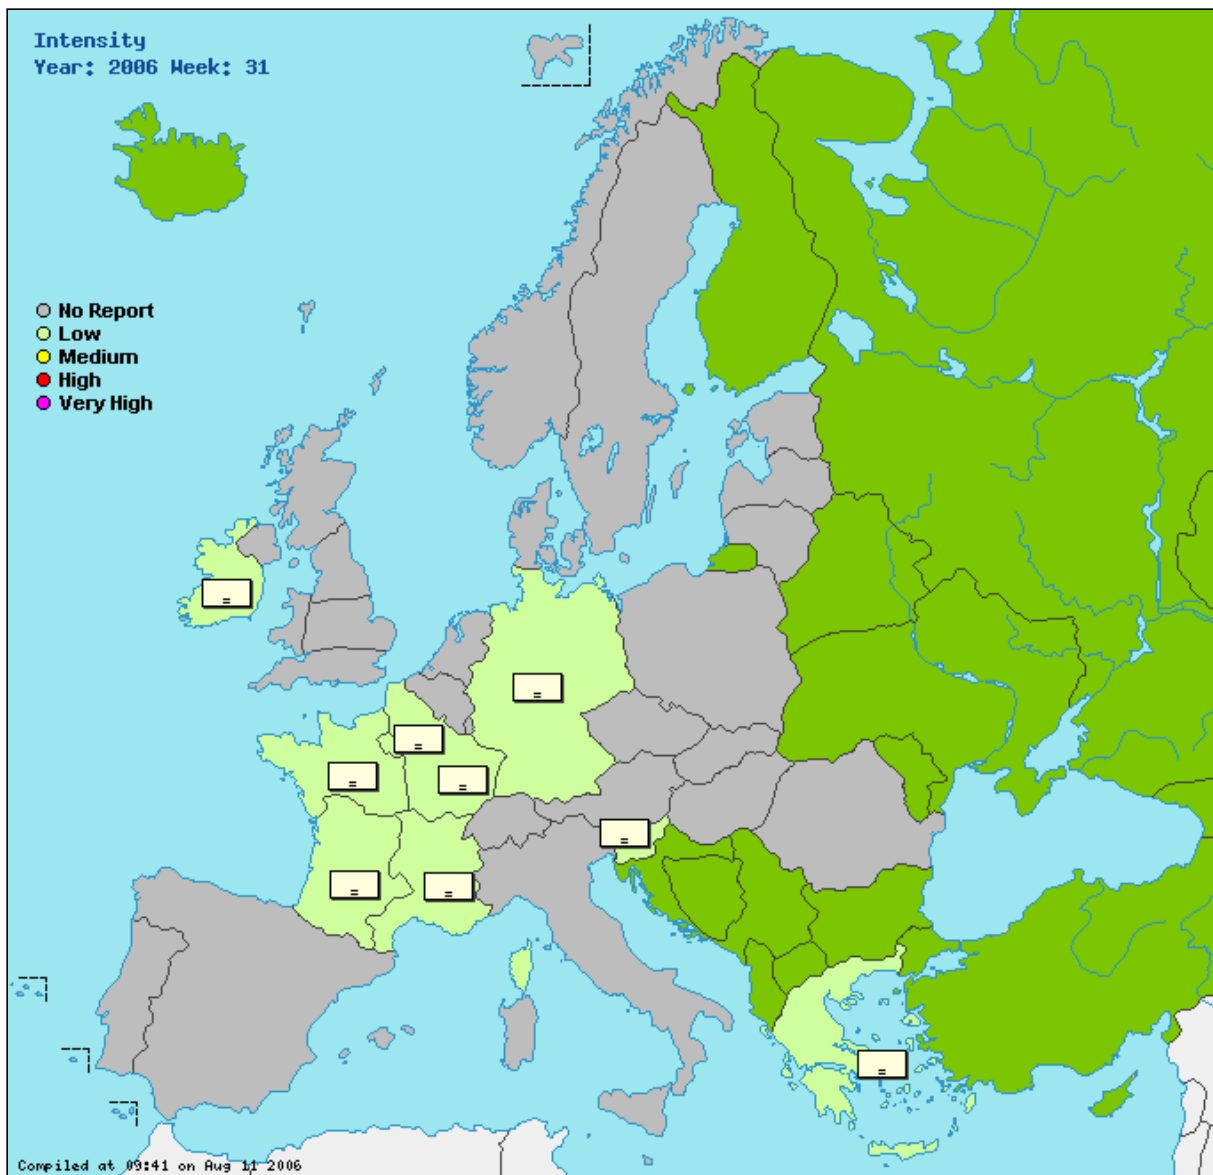 Intensity
Year: 2006 Week: 31
No Report
Low
Medium
High
Very High
=
=
=
=
=
=
=
=
=
Compiled at 09:41 on Aug 11 2006